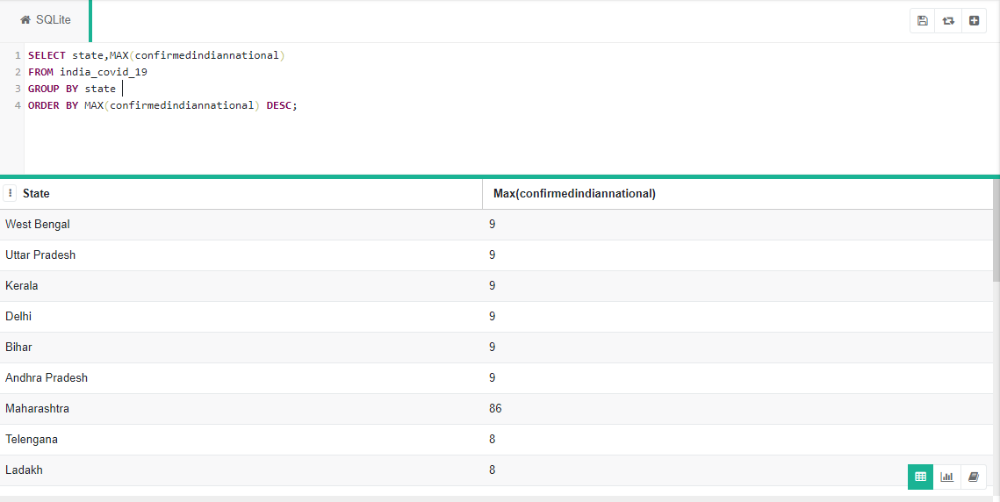 SQLite
1 SELECT state,MAX(confirmedindiannational)
2 FROM india_covid_19
3 GROUP BY state
4 ORDER BY MAX(confirmedindiannational) DESC;
State Max(confirmedindiannational)
West Bengal 9
Uttar Pradesh 9
Kerala 9
Delhi 9
Bihar 9
Andhra Pradesh 9
Maharashtra 86
Telengana 8
Ladakh 8